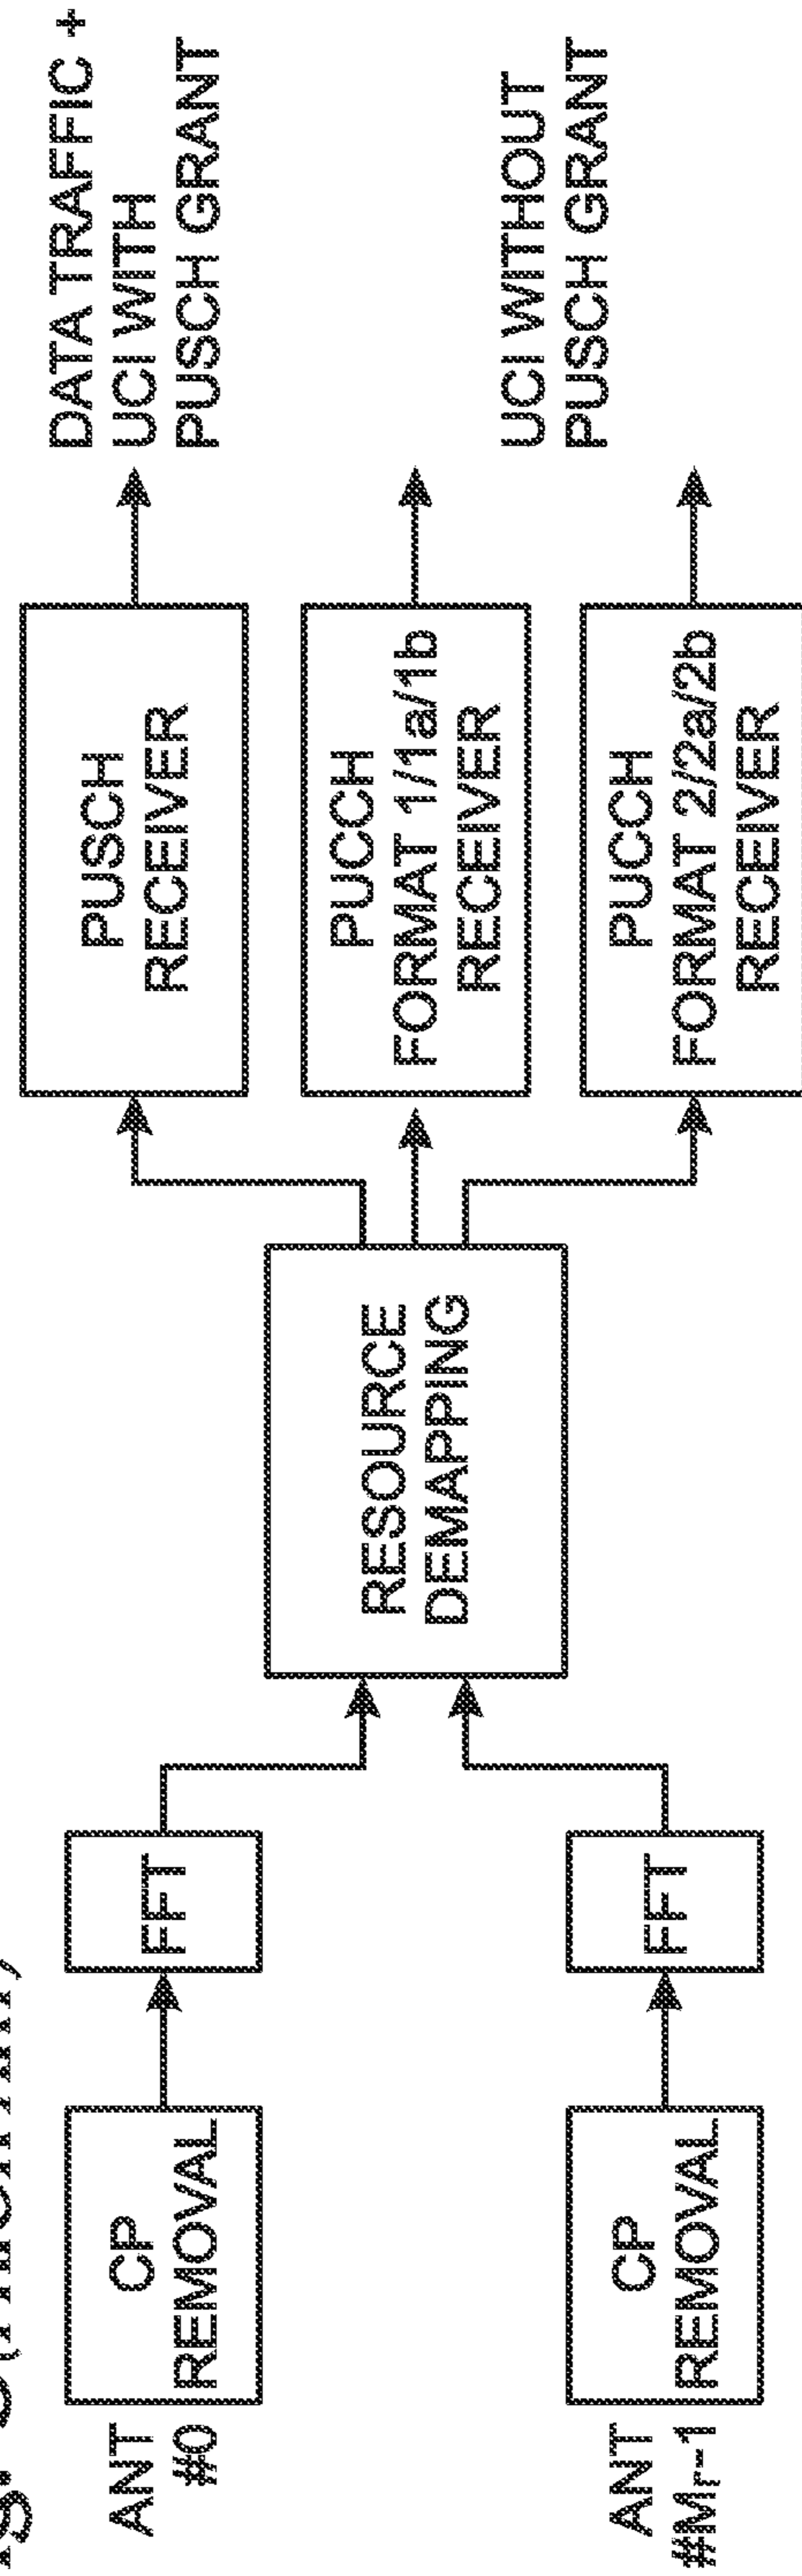 ANT
#0
CP
REMOVAL
FFT
ANT
#Mr-1
CP
REMOVAL
FFT
RESOURCE
DEMAPPING
PUSCH
RECEIVER
DATA TRAFFIC +
UCI WITH
PUSCH GRANT
PUCCH
FORMAT 1/1a/1b
RECEIVER
PUCCH
FORMAT 2/2a/2b
RECEIVER
UCI WITHOUT
PUSCH GRANT